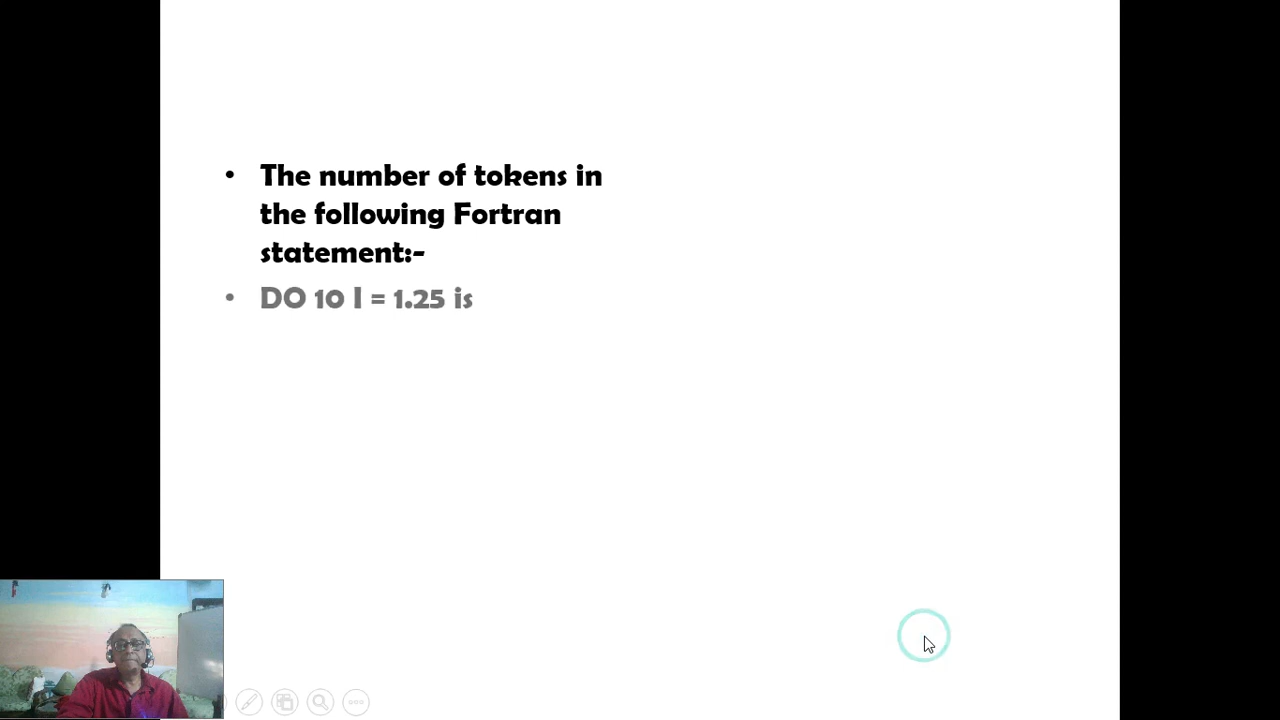 • The number of tokens in
the following Fortran
statement:-
• DO 10 I = 1.25 is